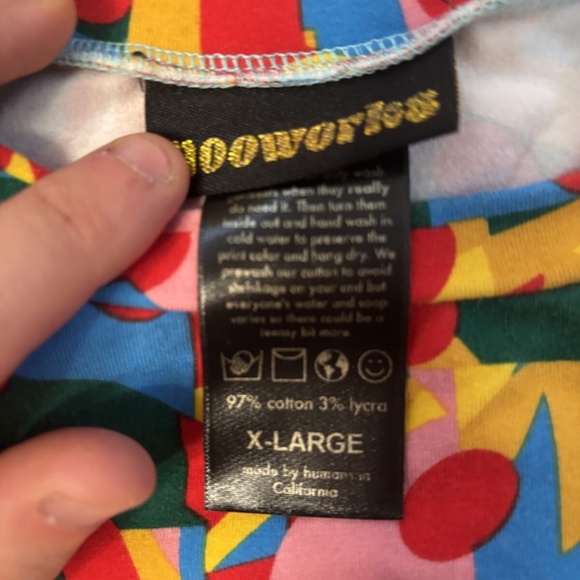 nooworks
only wash
when they really
do need it. Then turn them
inside out and hand wash in
cold water to preserve the
print color and hang dry. We
prewash our cotton to avoid
shrinkage on your end but
everyone's water and soap
varies so there could be a
teensy bit more.
97% cotton 3% lycra
X-LARGE
made by humans in
California